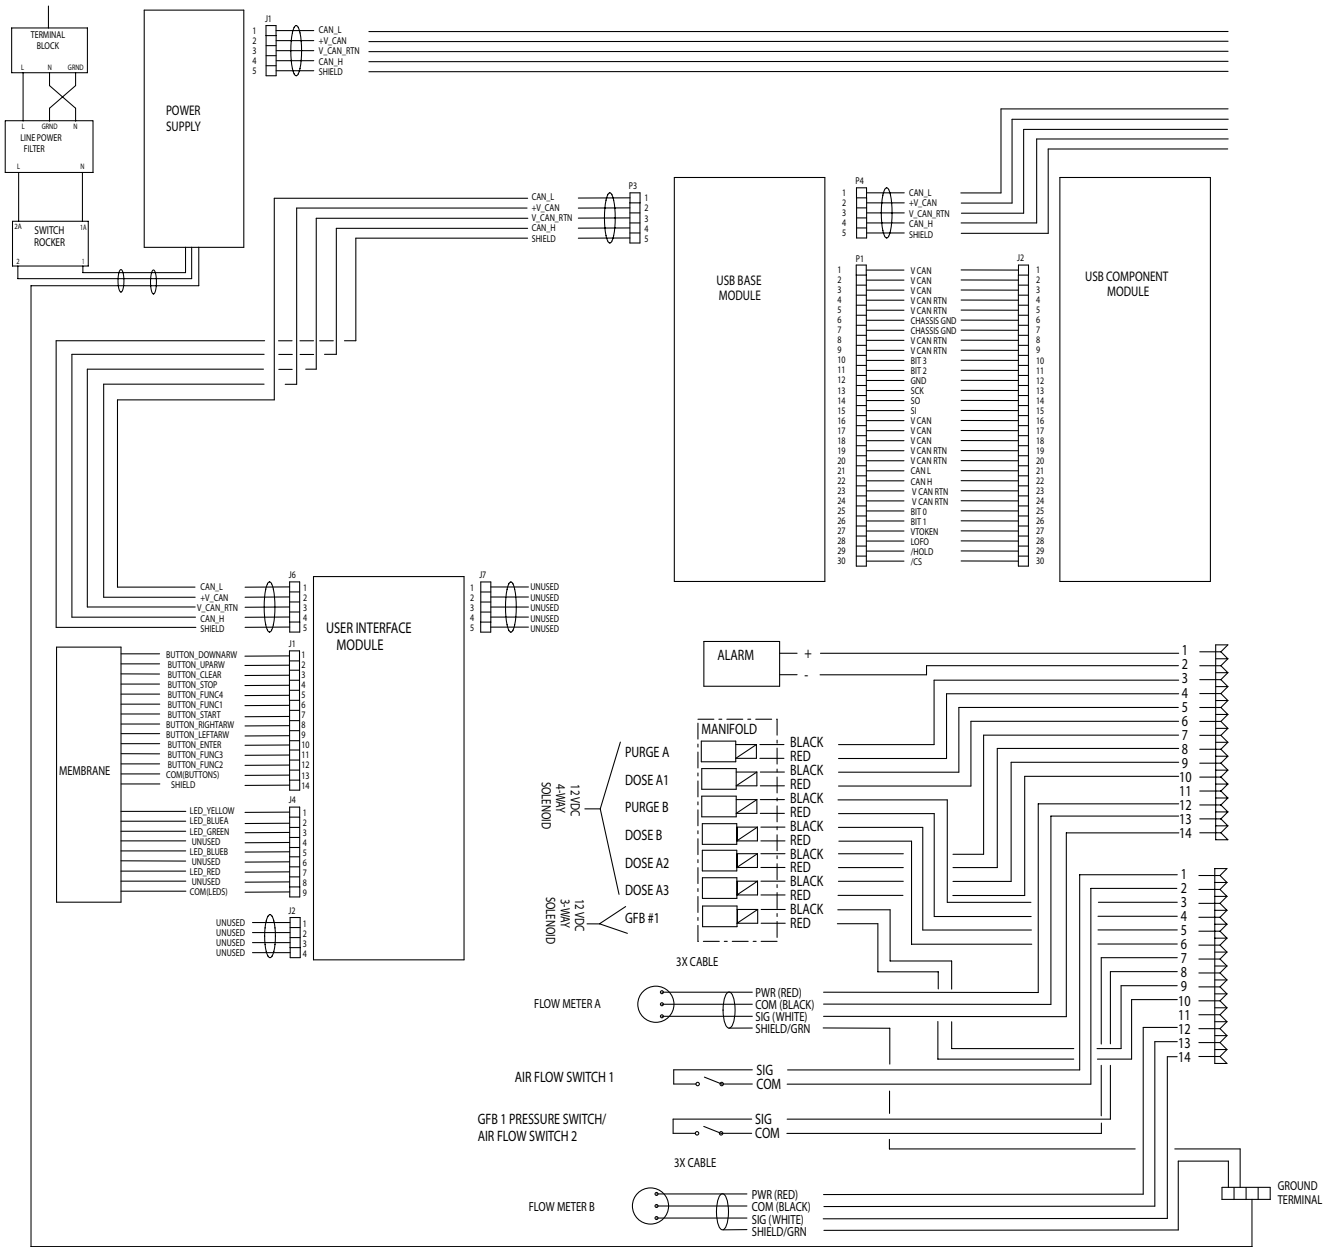 TERMINAL
BLOCK
L N GRND
L GRND N
LINE POWER
FILTER
L N
2A 1A
SWITCH
ROCKER
2 1
POWER
SUPPLY
J1
1 CAN_L
2 +V_CAN
3 V_CAN_RTN
4 CAN_H
5 SHIELD
P3
CAN_L 1
+V_CAN 2
V_CAN_RTN 3
CAN_H 4
SHIELD 5
USB BASE
MODULE
P4
1 CAN_L
2 +V_CAN
3 V_CAN_RTN
4 CAN_H
5 SHIELD
USB COMPONENT
MODULE
P1 J2
1 V CAN 1
2 V CAN 2
3 V CAN 3
4 V CAN RTN 4
5 V CAN RTN 5
6 CHASSIS GND 6
7 CHASSIS GND 7
8 V CAN RTN 8
9 V CAN RTN 9
10 BIT 3 10
11 BIT 2 11
12 GND 12
13 SCK 13
14 SO 14
15 SI 15
16 V CAN 16
17 V CAN 17
18 V CAN 18
19 V CAN RTN 19
20 V CAN RTN 20
21 CAN L 21
22 CAN H 22
23 V CAN RTN 23
24 V CAN RTN 24
25 BIT 0 25
26 BIT 1 26
27 VTOKEN 27
28 LOFO 28
29 /HOLD 29
30 /CS 30
J6
CAN_L 1
+V_CAN 2
V_CAN_RTN 3
CAN_H 4
SHIELD 5
USER INTERFACE
MODULE
J7
1 UNUSED
2 UNUSED
3 UNUSED
4 UNUSED
5 UNUSED
MEMBRANE
J1
BUTTON_DOWNARW 1
BUTTON_UPARW 2
BUTTON_CLEAR 3
BUTTON_STOP 4
BUTTON_FUNC4 5
BUTTON_FUNC1 6
BUTTON_START 7
BUTTON_RIGHTARW 8
BUTTON_LEFTARW 9
BUTTON_ENTER 10
BUTTON_FUNC3 11
BUTTON_FUNC2 12
COM(BUTTONS) 13
SHIELD 14
J4
LED_YELLOW 1
LED_BLUEA 2
LED_GREEN 3
UNUSED 4
LED_BLUEB 5
UNUSED 6
LED_RED 7
UNUSED 8
COM(LEDS) 9
J2
UNUSED 1
UNUSED 2
UNUSED 3
UNUSED 4
ALARM
+
-
MANIFOLD
12 VDC
4-WAY
SOLENOID
PURGE A
BLACK
RED
DOSE A1
BLACK
RED
PURGE B
BLACK
RED
DOSE B
BLACK
RED
DOSE A2
BLACK
RED
DOSE A3
BLACK
RED
12 VDC
3-WAY
SOLENOID
GFB #1
BLACK
RED
1
2
3
4
5
6
7
8
9
10
11
12
13
14
1
2
3
4
5
6
7
8
9
10
11
12
13
14
3X CABLE
FLOW METER A
PWR (RED)
COM (BLACK)
SIG (WHITE)
SHIELD/GRN
AIR FLOW SWITCH 1
SIG
COM
GFB 1 PRESSURE SWITCH/
AIR FLOW SWITCH 2
SIG
COM
3X CABLE
FLOW METER B
PWR (RED)
COM (BLACK)
SIG (WHITE)
SHIELD/GRN
GROUND
TERMINAL